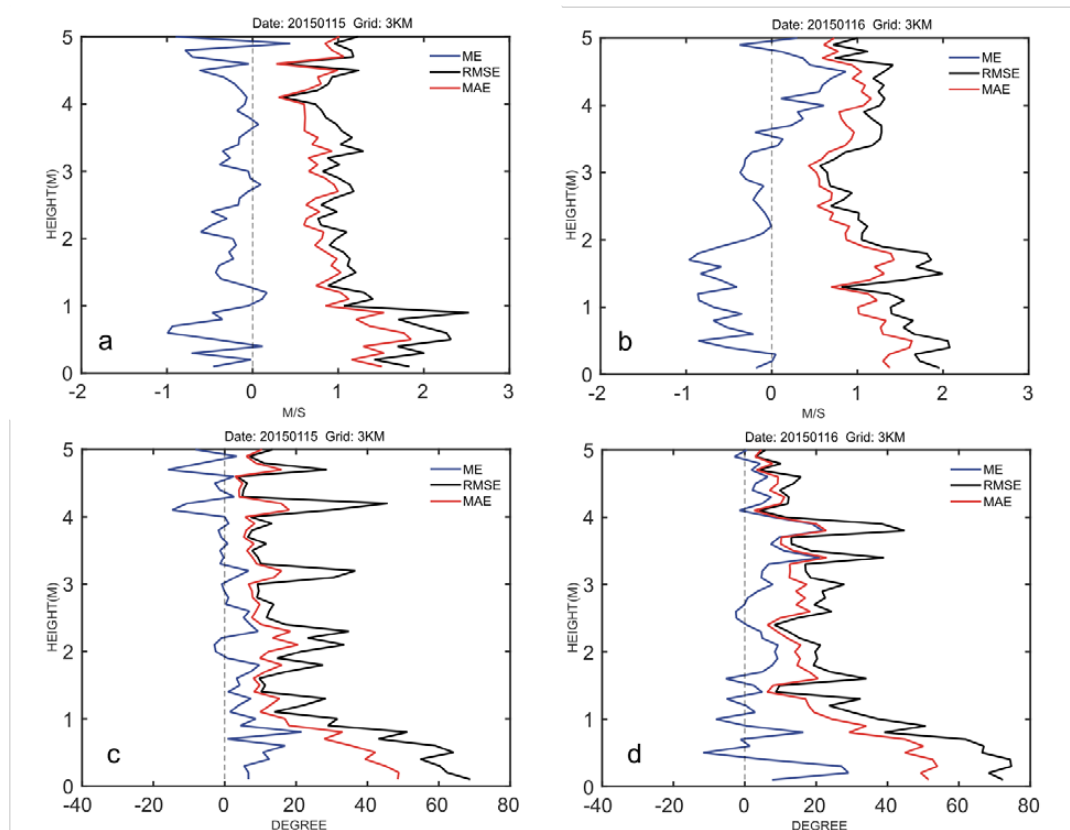 Date: 20150115 Grid: 3KM
5
4
3
2
1
0
HEIGHT(M)
ME
RMSE
MAE
a
-2 -1 0 1 2 3
M/S
Date: 20150116 Grid: 3KM
5
4
3
2
1
0
HEIGHT(M)
ME
RMSE
MAE
b
-2 -1 0 1 2 3
M/S
Date: 20150115 Grid: 3KM
5
4
3
2
1
0
HEIGHT(M)
ME
RMSE
MAE
c
-40 -20 0 20 40 60 80
DEGREE
Date: 20150116 Grid: 3KM
5
4
3
2
1
0
HEIGHT(M)
ME
RMSE
MAE
d
-40 -20 0 20 40 60 80
DEGREE